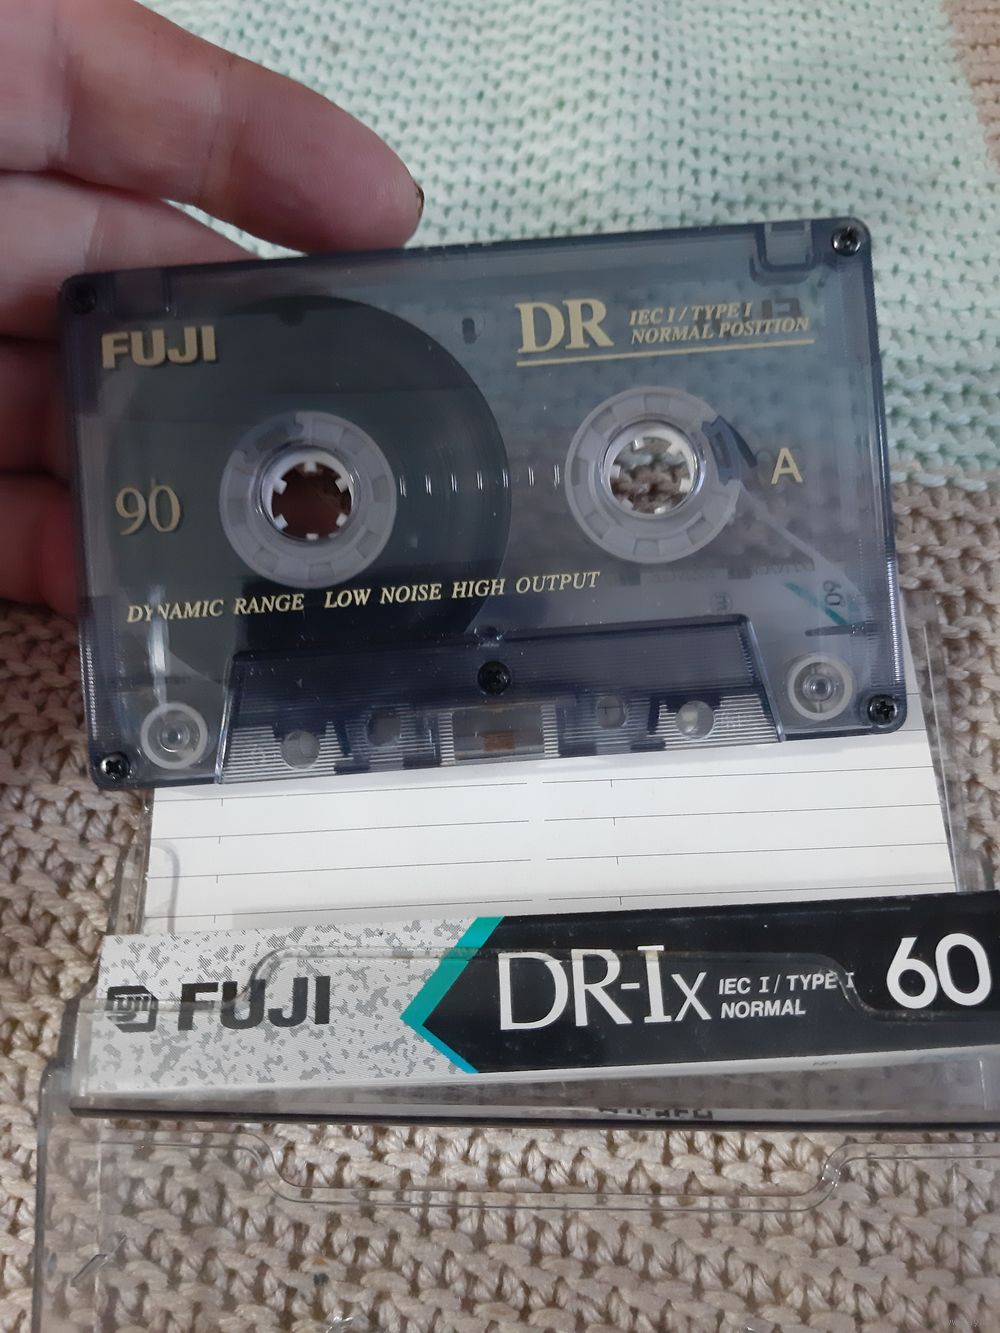 FUJI
DR IEC I / TYPE I
NORMAL POSITION
90
A
DYNAMIC RANGE LOW NOISE HIGH OUTPUT
FUJI
DR-Ix IEC I / TYPE I
NORMAL
60